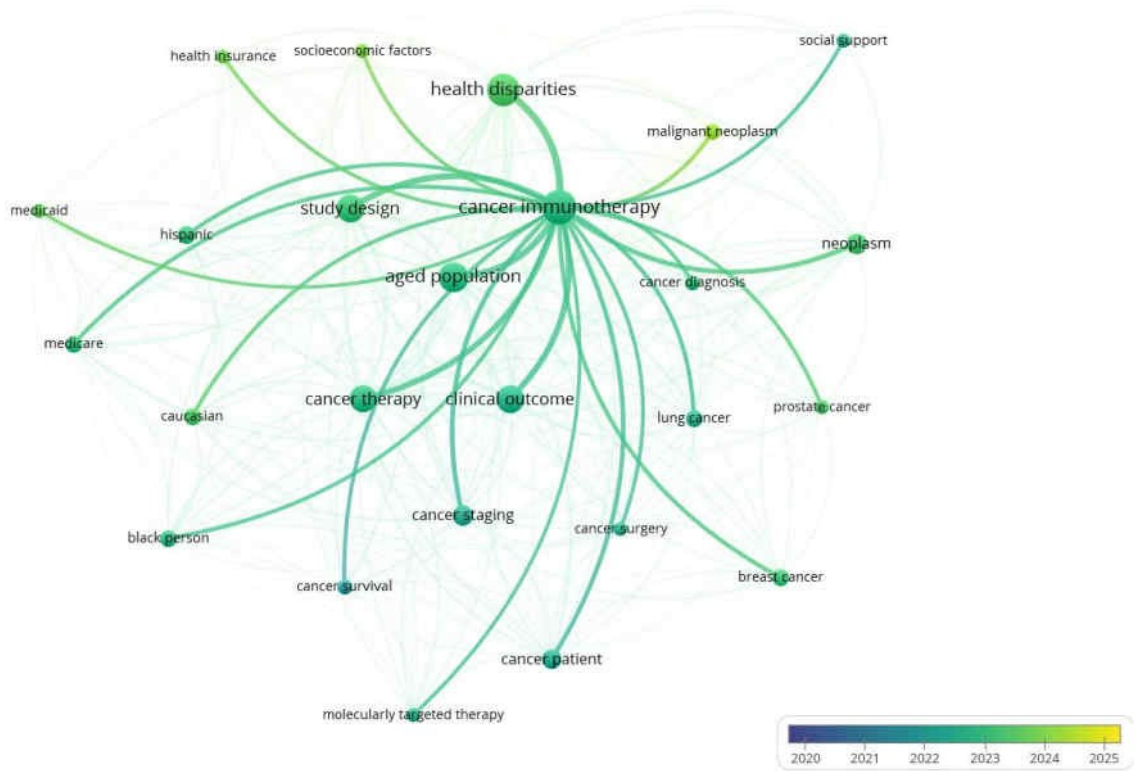 social support
health insurance
socioeconomic factors
health disparities
malignant neoplasm
medicaid
study design
cancer immunotherapy
hispanic
neoplasm
aged population
cancer diagnosis
medicare
cancer therapy
clinical outcome
caucasian
lung cancer
prostate cancer
cancer staging
black person
cancer surgery
cancer survival
breast cancer
cancer patient
molecularly targeted therapy
2020 2021 2022 2023 2024 2025